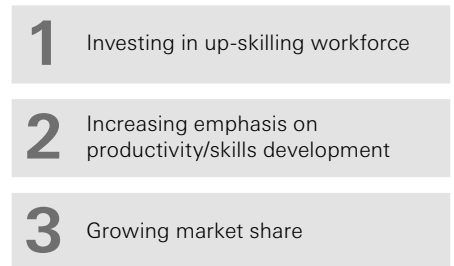 1 Investing in up-skilling workforce
2 Increasing emphasis on
productivity/skills development
3 Growing market share